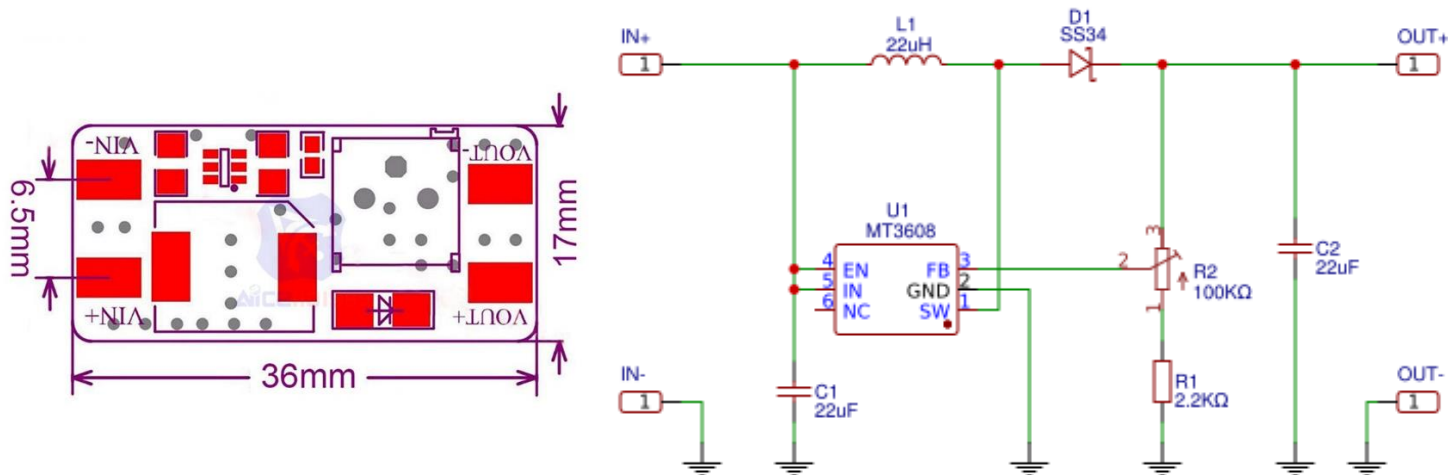 VIN-
VOUT-
6.5mm
17mm
VIN+
VOUT+
36mm
IN+
1
L1
22uH
D1
SS34
OUT+
1
U1
MT3608
4
EN
FB
3
5
IN
GND
2
6
NC
SW
1
3
2
R2
100KΩ
1
C2
22uF
IN-
1
C1
22uF
R1
2.2KΩ
OUT-
1